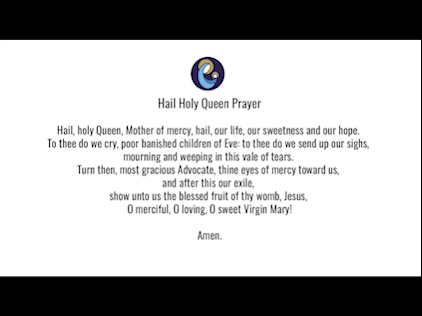 Hail Holy Queen Prayer
Hail, holy Queen, Mother of mercy, hail, our life, our sweetness and our hope.
To thee do we cry, poor banished children of Eve: to thee do we send up our sighs,
mourning and weeping in this vale of tears.
Turn then, most gracious Advocate, thine eyes of mercy toward us,
and after this our exile,
show unto us the blessed fruit of thy womb, Jesus,
O merciful, O loving, O sweet Virgin Mary!
Amen.